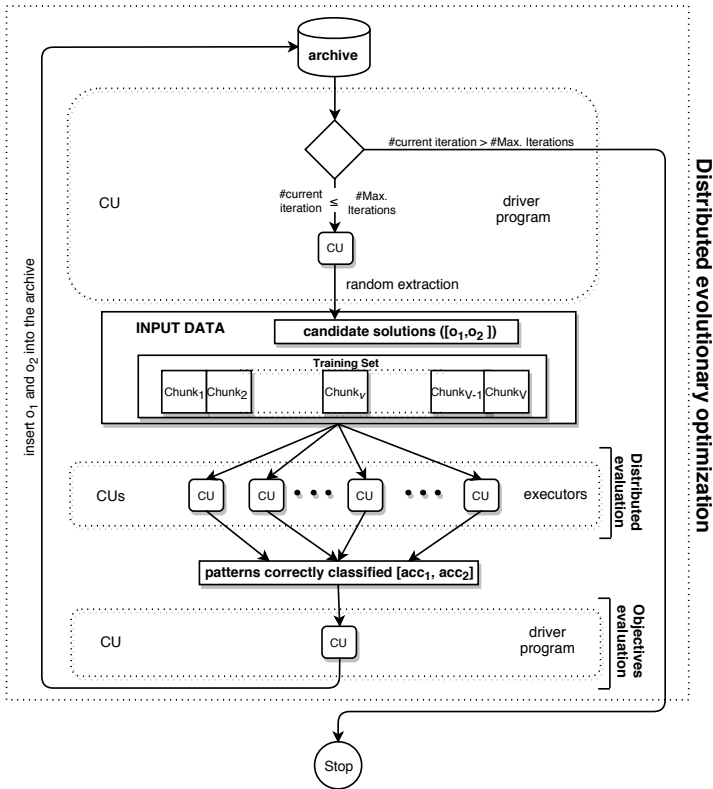 archive
#current iteration > #Max. Iterations
#current iteration ≤ #Max. Iterations
CU
driver program
CU
random extraction
INPUT DATA
candidate solutions ([o₁,o₂ ])
Training Set
Chunk₁ Chunk₂ Chunkᵥ Chunk_V-1 Chunk_V
CUs
CU CU ••• CU ••• CU
executors
Distributed evaluation
patterns correctly classified [acc₁, acc₂]
CU
CU
driver program
Objectives evaluation
insert o₁ and o₂ into the archive
Distributed evolutionary optimization
Stop